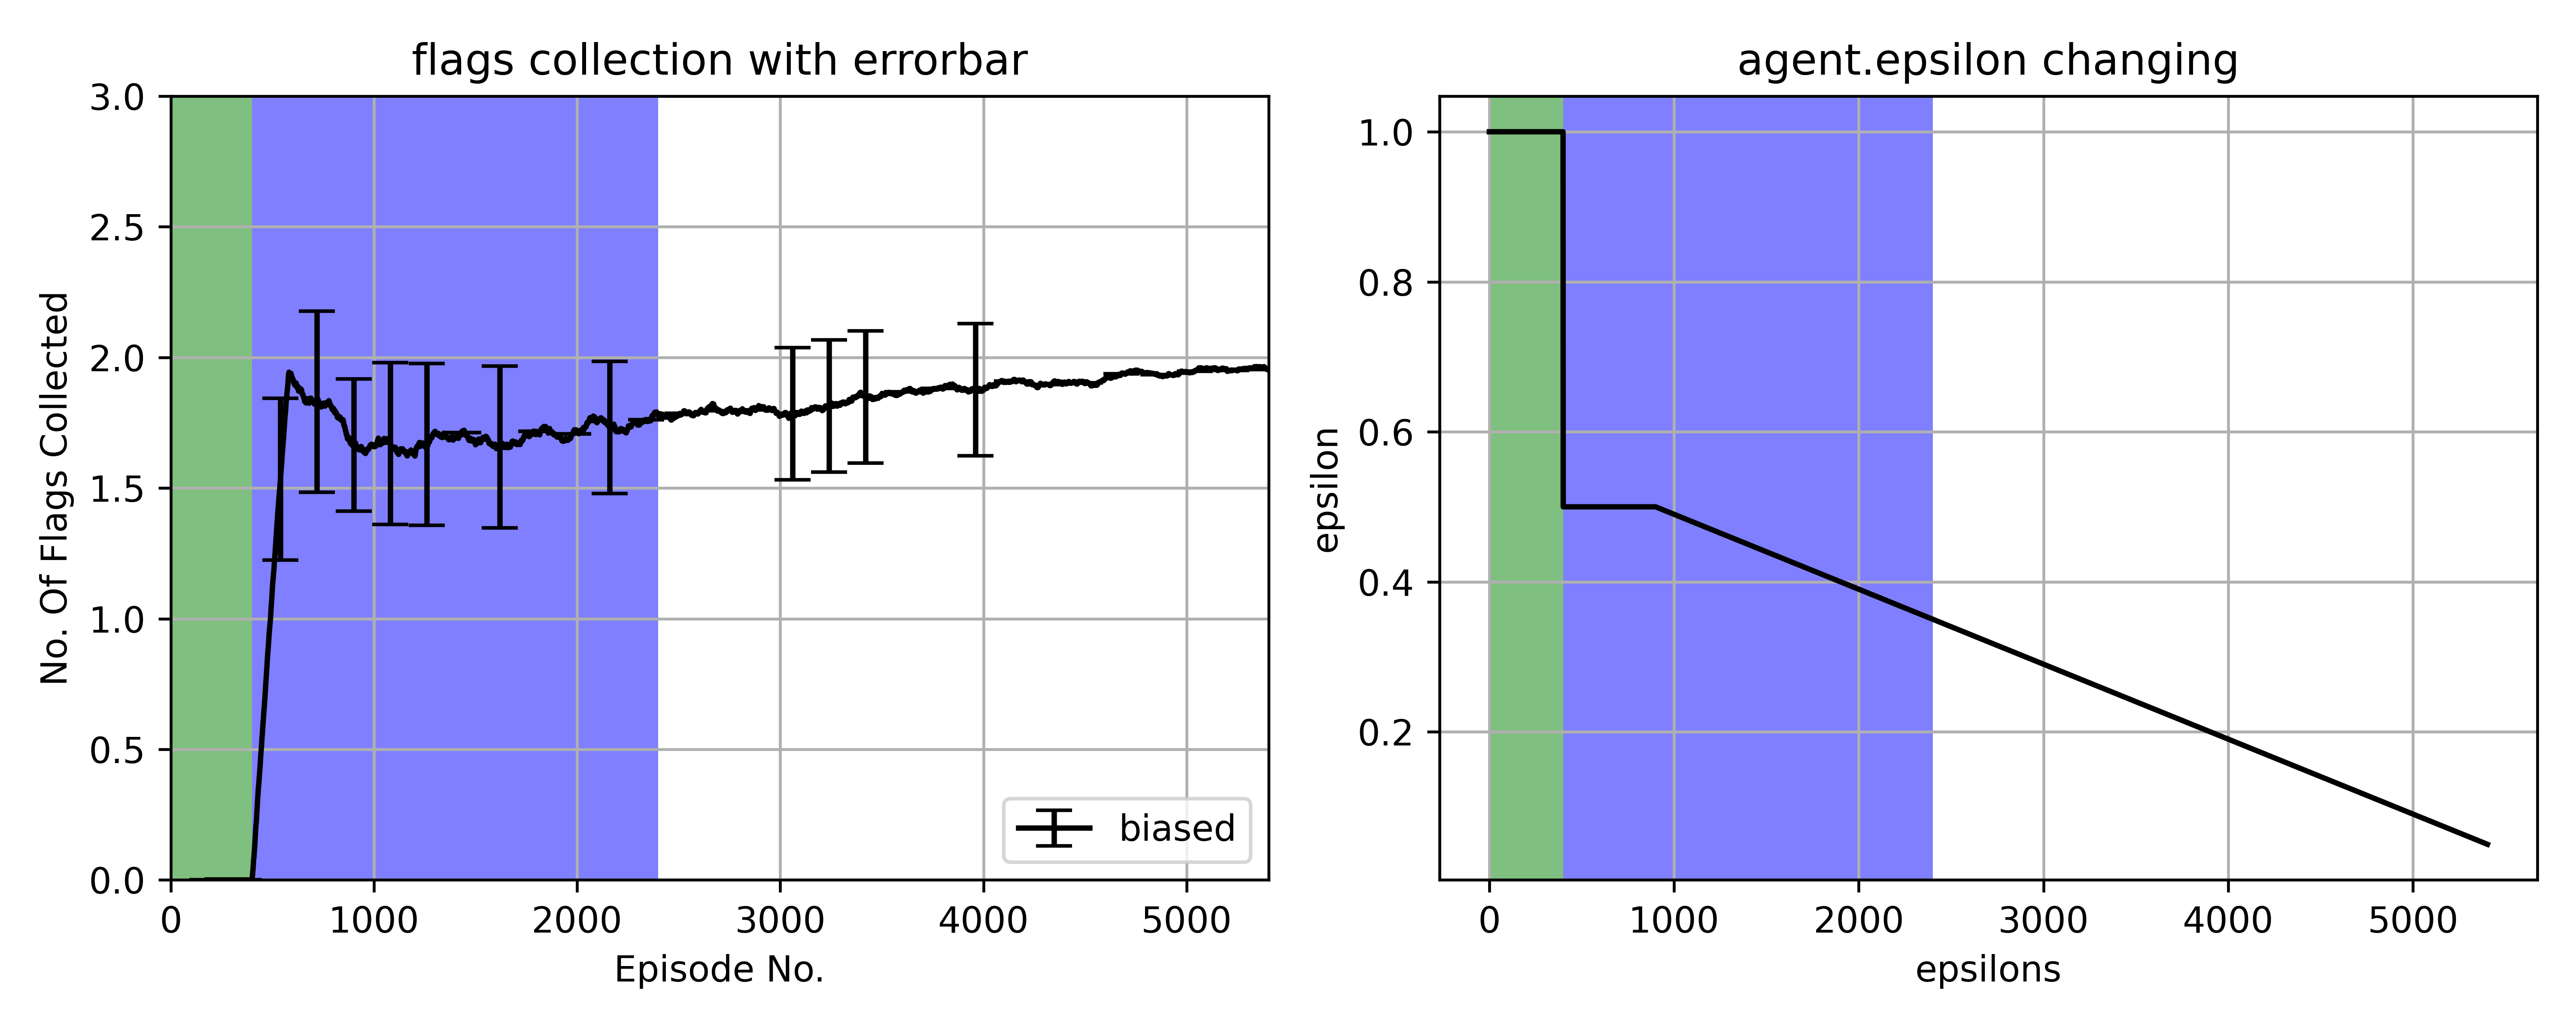 flags collection with errorbar
No. Of Flags Collected
3.0
2.5
2.0
1.5
1.0
0.5
0.0
0 1000 2000 3000 4000 5000
Episode No.
biased
agent.epsilon changing
epsilon
1.0
0.8
0.6
0.4
0.2
0 1000 2000 3000 4000 5000
epsilons